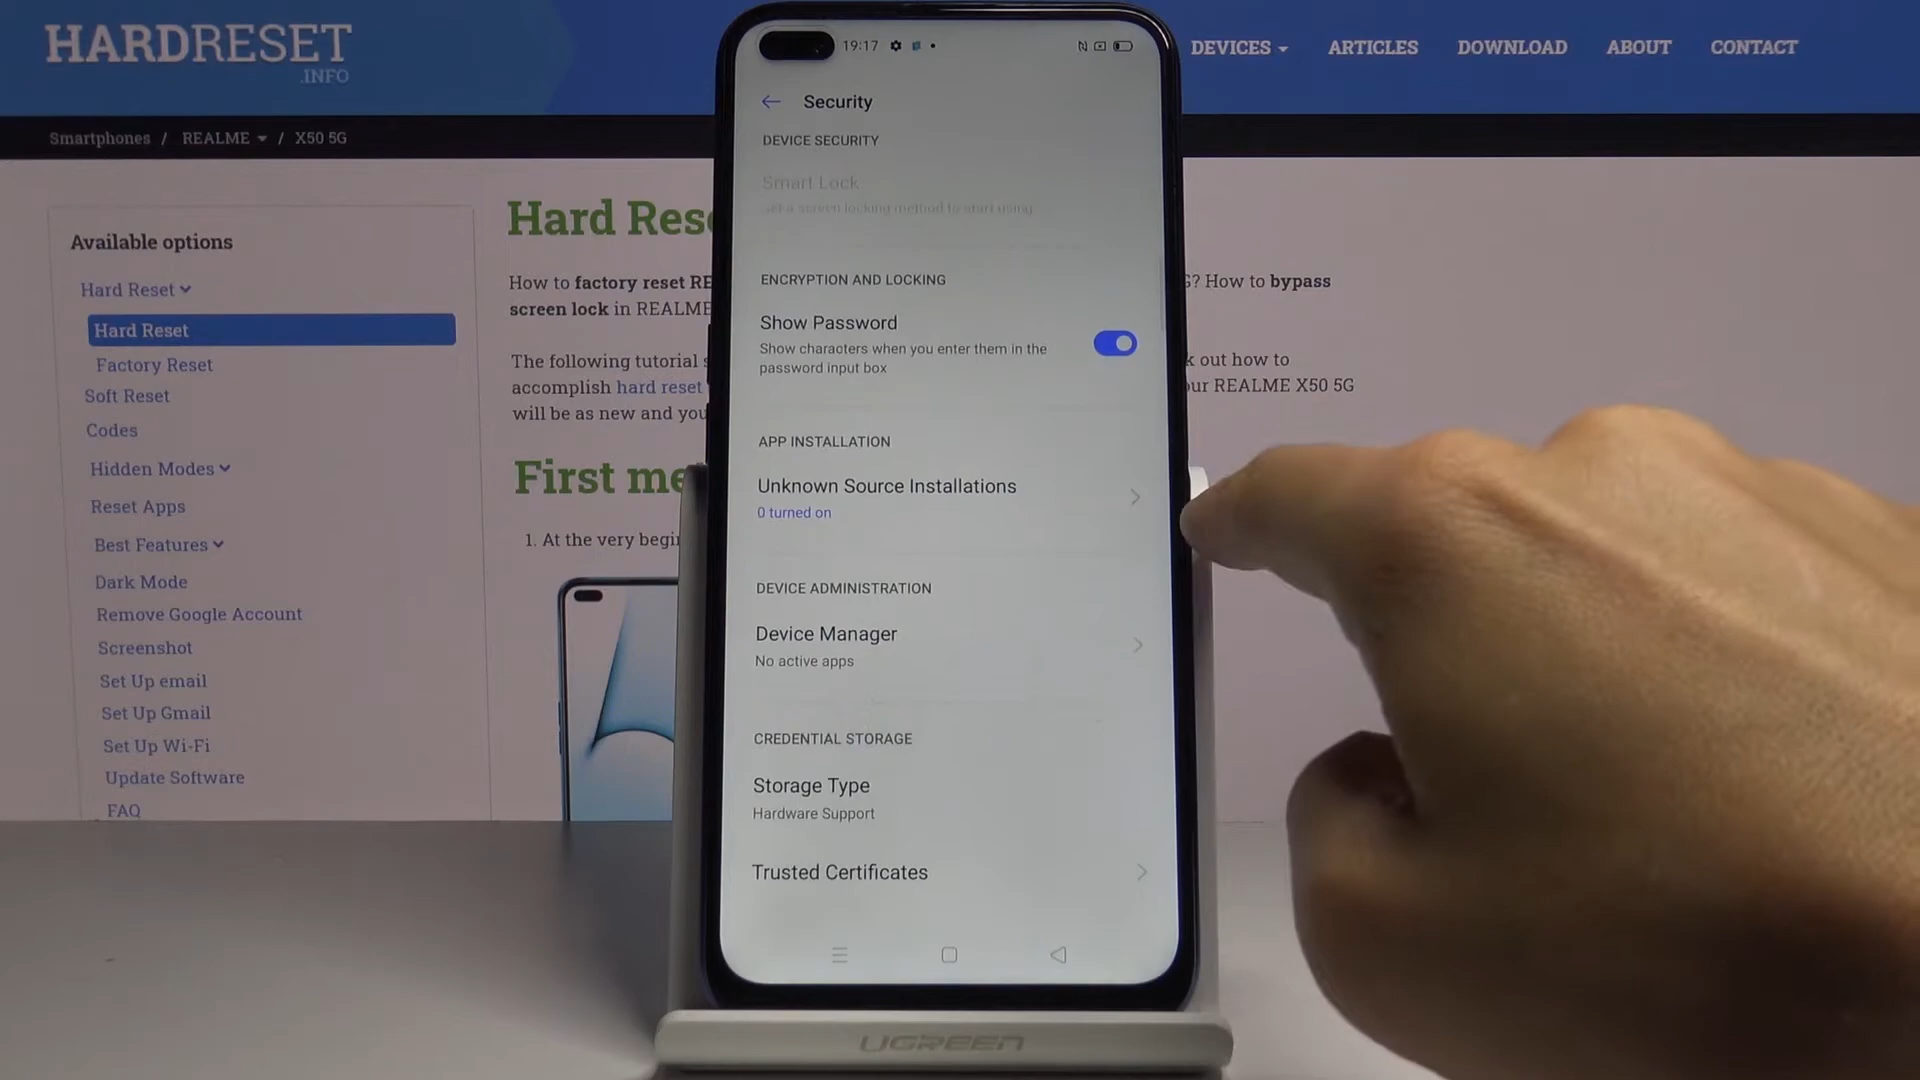 HARDRESET
.INFO
DEVICES
ARTICLES
DOWNLOAD
ABOUT
CONTACT
Smartphones / REALME / X50 5G
Available options
Hard Reset
Hard Reset
Factory Reset
Soft Reset
Codes
Hidden Modes
Reset Apps
Best Features
Dark Mode
Remove Google Account
Screenshot
Set Up email
Set Up Gmail
Set Up Wi-Fi
Update Software
FAQ
Hard Res
How to factory reset RE
? How to bypass
screen lock in REALME
The following tutorial
k out how to
accomplish hard reset
ur REALME X50 5G
will be as new and you
First me
1. At the very begi
19:17
Security
DEVICE SECURITY
Smart Lock
Set a screen locking method to start using
ENCRYPTION AND LOCKING
Show Password
Show characters when you enter them in the
password input box
APP INSTALLATION
Unknown Source Installations
0 turned on
DEVICE ADMINISTRATION
Device Manager
No active apps
CREDENTIAL STORAGE
Storage Type
Hardware Support
Trusted Certificates
UGREEN